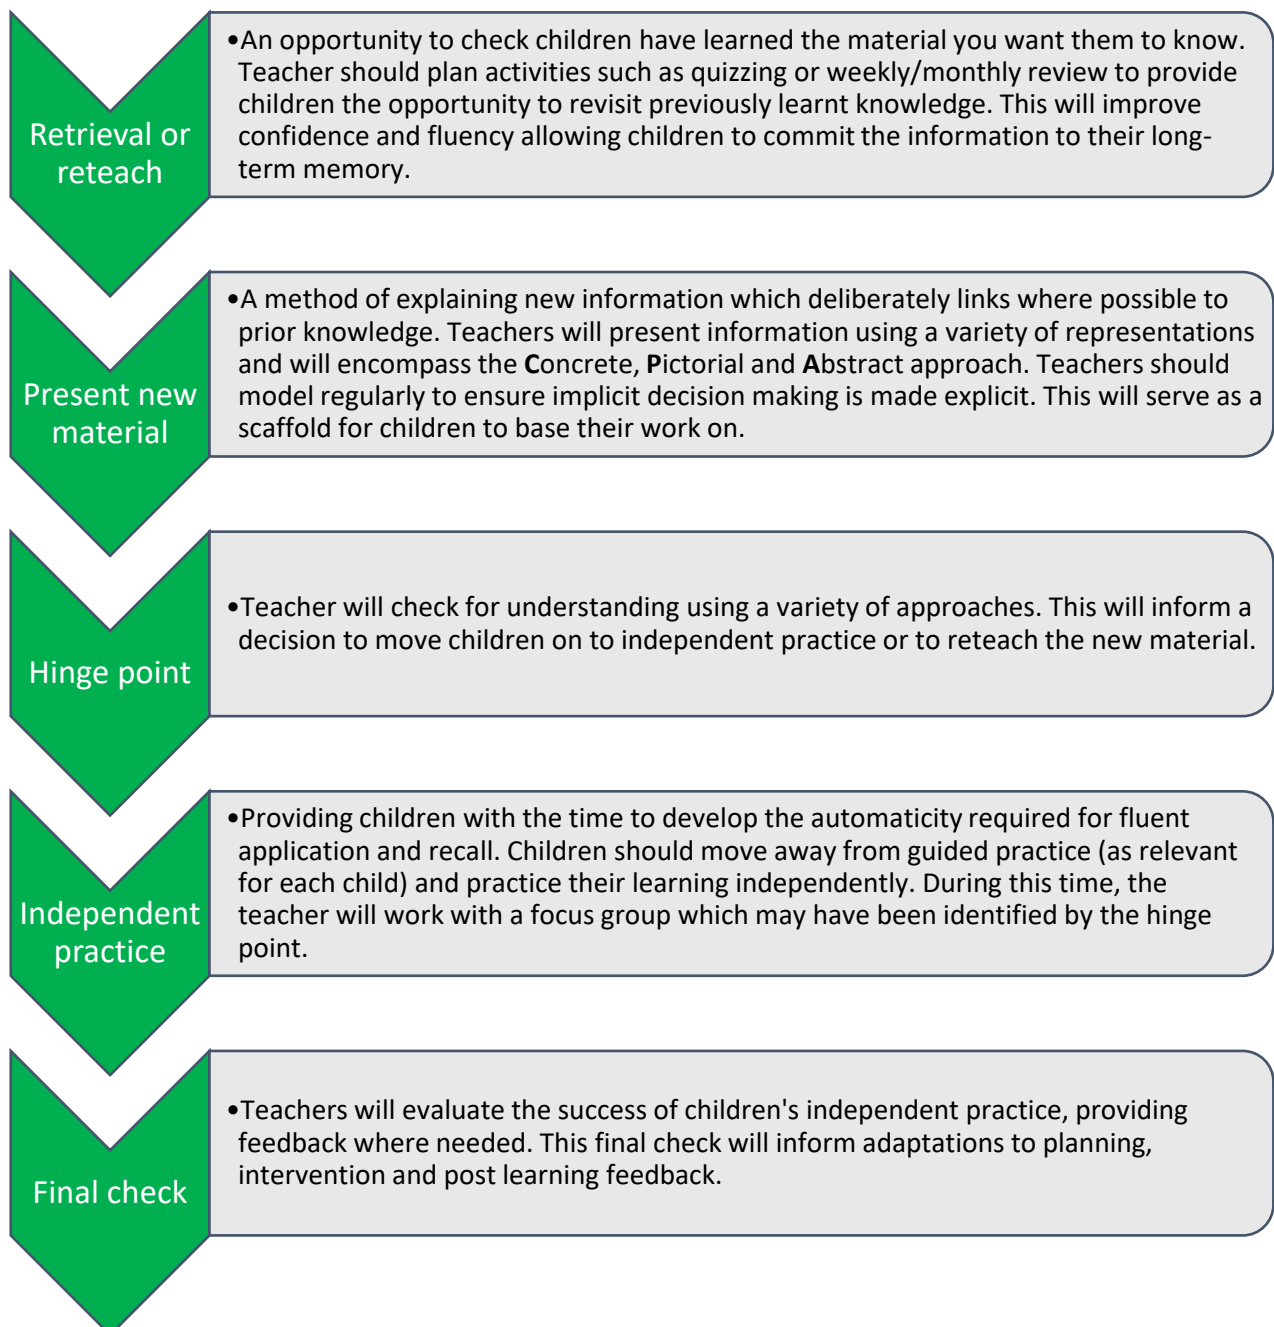 Retrieval or
reteach
•An opportunity to check children have learned the material you want them to know.
Teacher should plan activities such as quizzing or weekly/monthly review to provide
children the opportunity to revisit previously learnt knowledge. This will improve
confidence and fluency allowing children to commit the information to their long-
term memory.
Present new
material
•A method of explaining new information which deliberately links where possible to
prior knowledge. Teachers will present information using a variety of representations
and will encompass the Concrete, Pictorial and Abstract approach. Teachers should
model regularly to ensure implicit decision making is made explicit. This will serve as a
scaffold for children to base their work on.
Hinge point
•Teacher will check for understanding using a variety of approaches. This will inform a
decision to move children on to independent practice or to reteach the new material.
Independent
practice
•Providing children with the time to develop the automaticity required for fluent
application and recall. Children should move away from guided practice (as relevant
for each child) and practice their learning independently. During this time, the
teacher will work with a focus group which may have been identified by the hinge
point.
Final check
•Teachers will evaluate the success of children's independent practice, providing
feedback where needed. This final check will inform adaptations to planning,
intervention and post learning feedback.